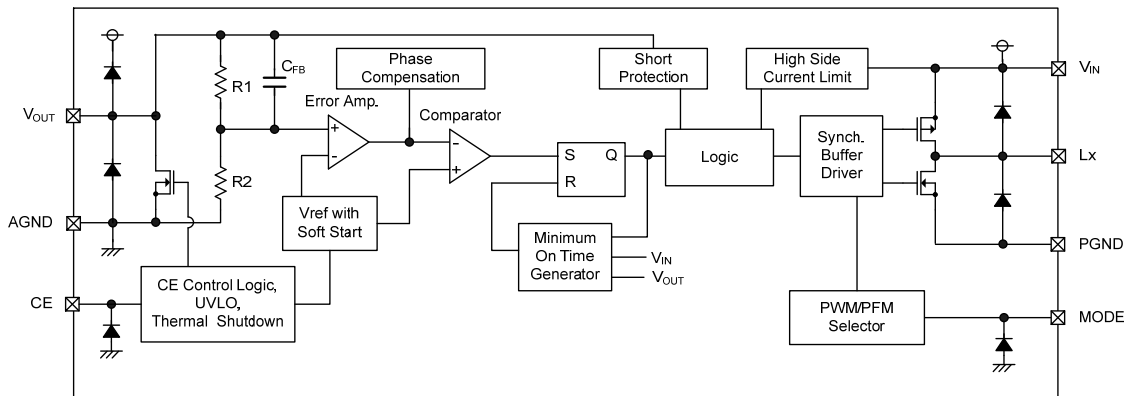 VOUT
AGND
CE
R1
R2
CFB
Error Amp.
+
-
Phase
Compensation
Comparator
-
+
Vref with
Soft Start
CE Control Logic,
UVLO,
Thermal Shutdown
S
Q
R
Minimum
On Time
Generator
VIN
VOUT
Short
Protection
High Side
Current Limit
Logic
Synch.
Buffer
Driver
PWM/PFM
Selector
VIN
Lx
PGND
MODE